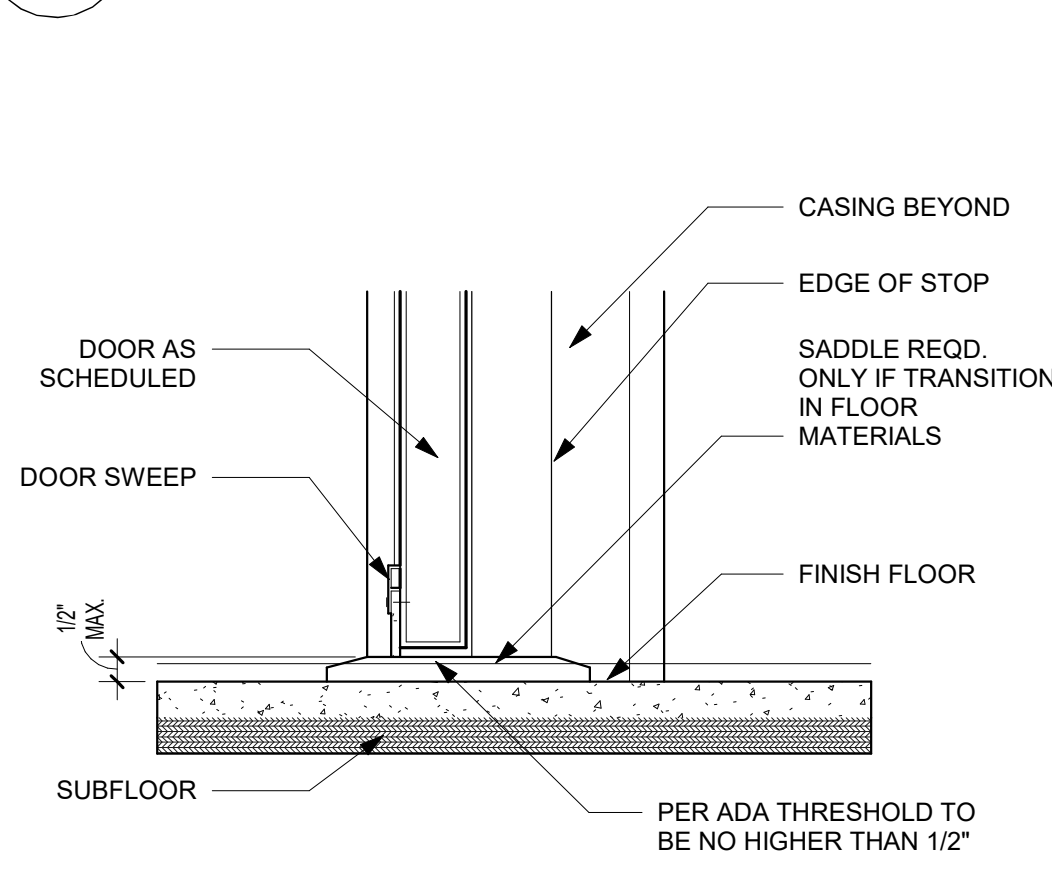 CASING BEYOND
EDGE OF STOP
SADDLE REQD.
ONLY IF TRANSITION
IN FLOOR
MATERIALS
DOOR AS
SCHEDULED
DOOR SWEEP
FINISH FLOOR
1/2"
MAX.
SUBFLOOR
PER ADA THRESHOLD TO
BE NO HIGHER THAN 1/2"